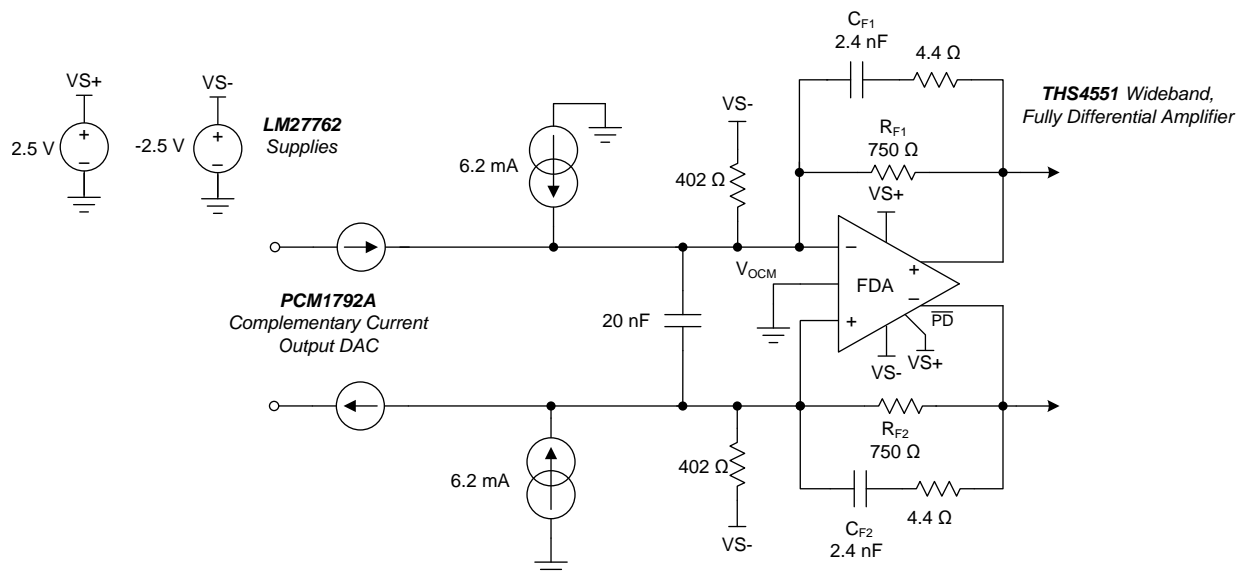 CF1
2.4 nF
4.4 Ω
VS+
VS-
VS-
THS4551 Wideband,
Fully Differential Amplifier
LM27762
Supplies
2.5 V
-2.5 V
6.2 mA
402 Ω
RF1
750 Ω
VS+
VOCM
FDA
PCM1792A
Complementary Current
Output DAC
20 nF
PD
VS-
VS+
RF2
750 Ω
6.2 mA
402 Ω
4.4 Ω
VS-
CF2
2.4 nF